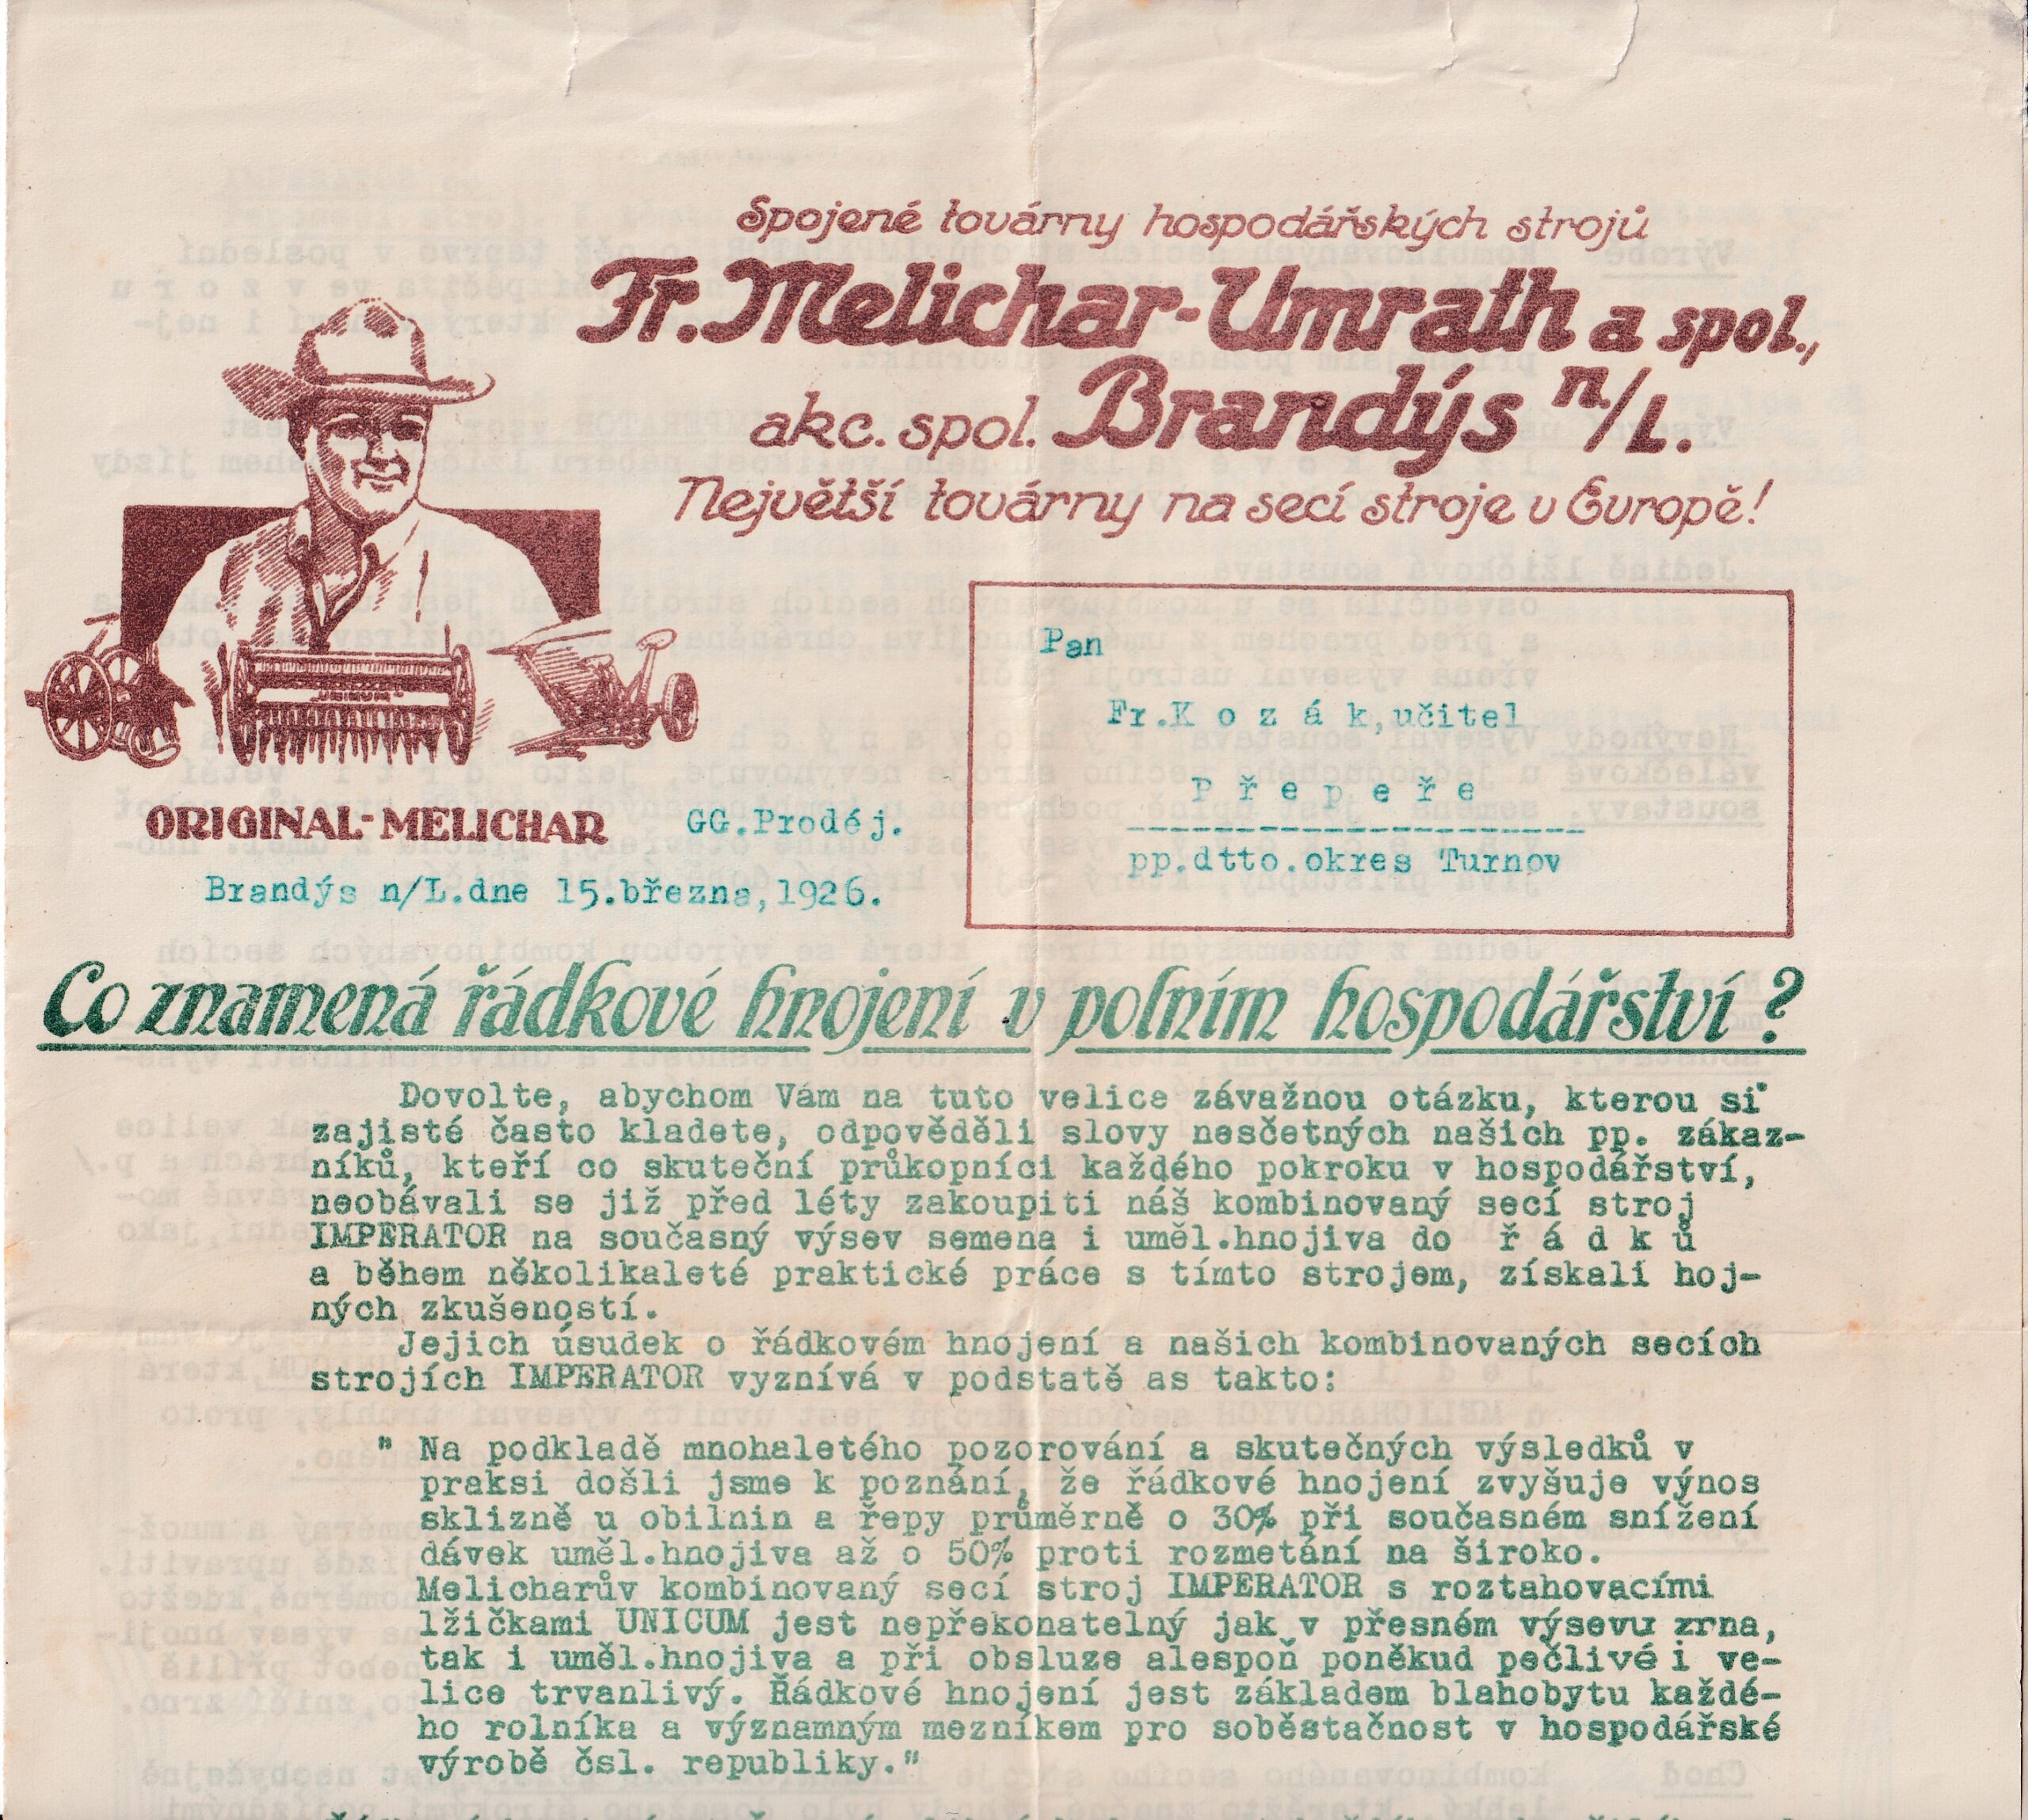 Spojené továrny hospodářských strojů
Fr. Melichar-Umrath a spol.,
akc. spol. Brandýs n./L.
Největší továrny na secí stroje v Evropě!
UNICUM
ORIGINAL-MELICHAR
GG.Prodéj.
Brandýs n/L.dne 15.března,1926.
Pan
Fr.K o z á k,učitel
P ř e p e ř e
pp.dtto.okres Turnov
Co znamená řádkové hnojení v polním hospodářství?
Dovolte, abychom Vám na tuto velice závažnou otázku, kterou si
zajisté často kladete, odpověděli slovy nesčetných našich pp. zákaz-
níků, kteří co skuteční průkopníci každého pokroku v hospodářství,
neobávali se již před léty zakoupiti náš kombinovaný secí stroj
IMPERATOR na současný výsev semena i uměl.hnojiva do ř á d k ů
a během několikaleté praktické práce s tímto strojem, získali hoj-
ných zkušeností.
Jejich úsudek o řádkovém hnojení a našich kombinovaných secích
strojích IMPERATOR vyznívá v podstatě as takto:
" Na podkladě mnohaletého pozorování a skutečných výsledků v
praksi došli jsme k poznání, že řádkové hnojení zvyšuje výnos
sklizně u obilnin a řepy průměrně o 30% při současném snížení
dávek uměl.hnojiva až o 50% proti rozmetání na široko.
Melicharův kombinovaný secí stroj IMPERATOR s roztahovacími
lžičkami UNICUM jest nepřekonatelný jak v přesném výsevu zrna,
tak i uměl.hnojiva a při obsluze alespoň poněkud pečlivé i ve-
lice trvanlivý. Řádkové hnojení jest základem blahobytu každé-
ho rolníka a významným mezníkem pro soběstačnost v hospodářské
výrobě čsl. republiky."